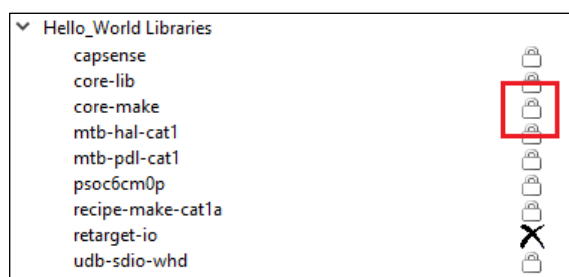 Hello_World Libraries
capsense
core-lib
core-make
mtb-hal-cat1
mtb-pdl-cat1
psoc6cm0p
recipe-make-cat1a
retarget-io
udb-sdio-whd